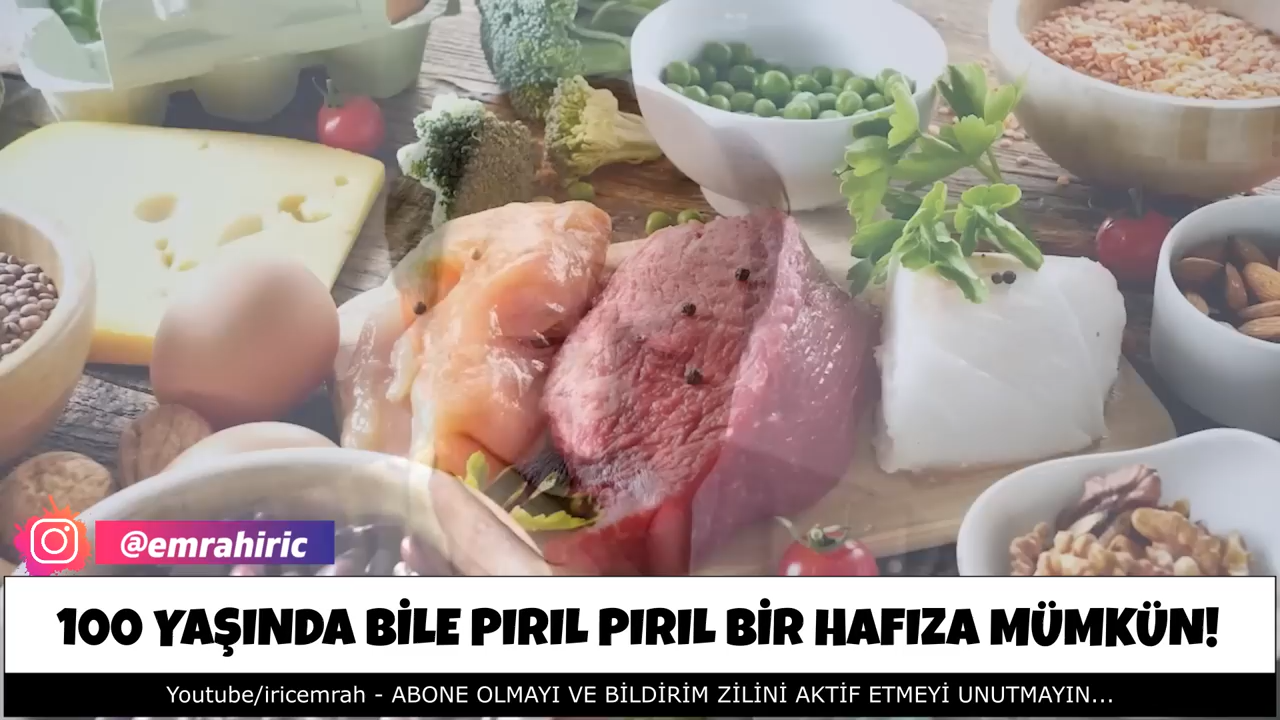 @emrahiric
100 YAŞINDA BİLE PIRIL PIRIL BİR HAFIZA MÜMKÜN!
Youtube/iricemrah - ABONE OLMAYI VE BİLDİRİM ZİLİNİ AKTİF ETMEYİ UNUTMAYIN...